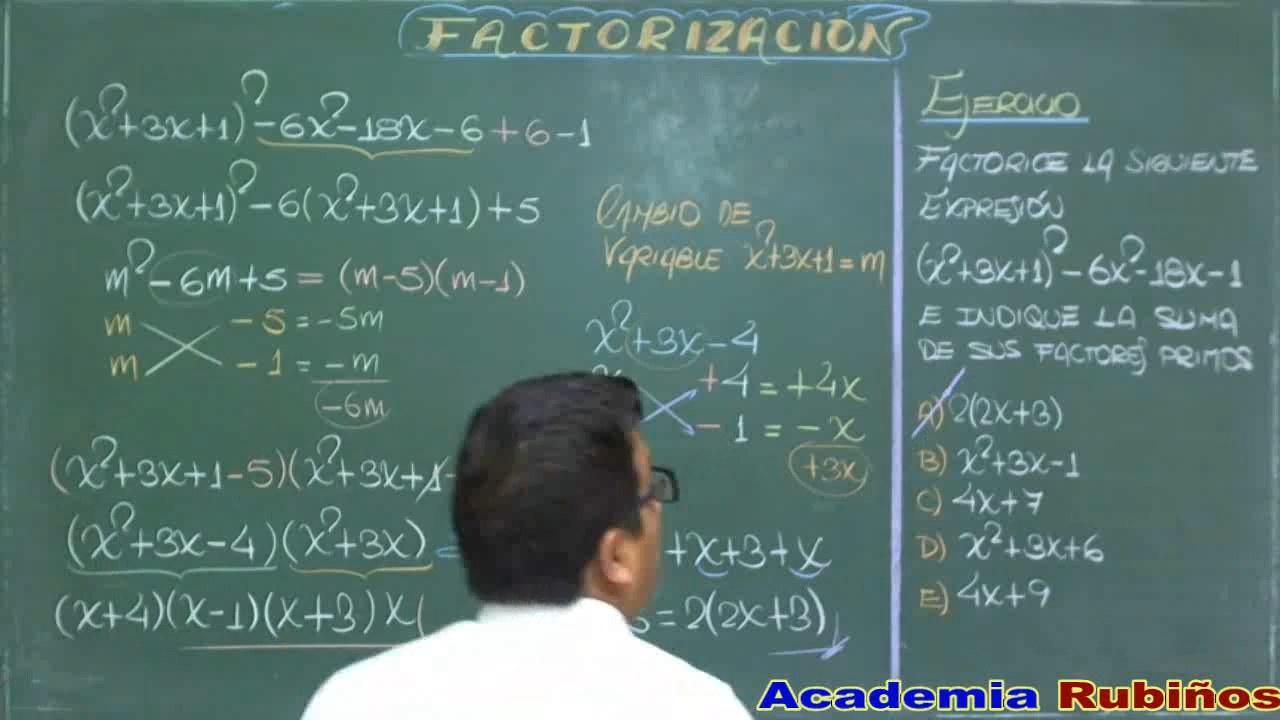 FACTORIZACION
(x²+3x+1)²-6x²-18x-6+6-1
(x²+3x+1)²-6(x²+3x+1)+5
m²-6m+5=(m-5)(m-1)
m -5=-5m
m -1=-m
-6m
(x²+3x+1-5)(x²+3x+1-
(x²+3x-4)(x²+3x)
(x+4)(x-1)(x+3)x
CAMBIO DE
VARIABLE x²+3x+1=m
x²+3x-4
+4=+4x
-1=-x
+3x
+x+3+x
=2(2x+3)
EJERCICIO
FACTORICE LA SIGUIENTE
EXPRESIÓN
(x²+3x+1)²-6x²-18x-1
E INDIQUE LA SUMA
DE SUS FACTORES PRIMOS
A) 2(2x+3)
B) x²+3x-1
C) 4x+7
D) x²+3x+6
E) 4x+9
Academia Rubiños